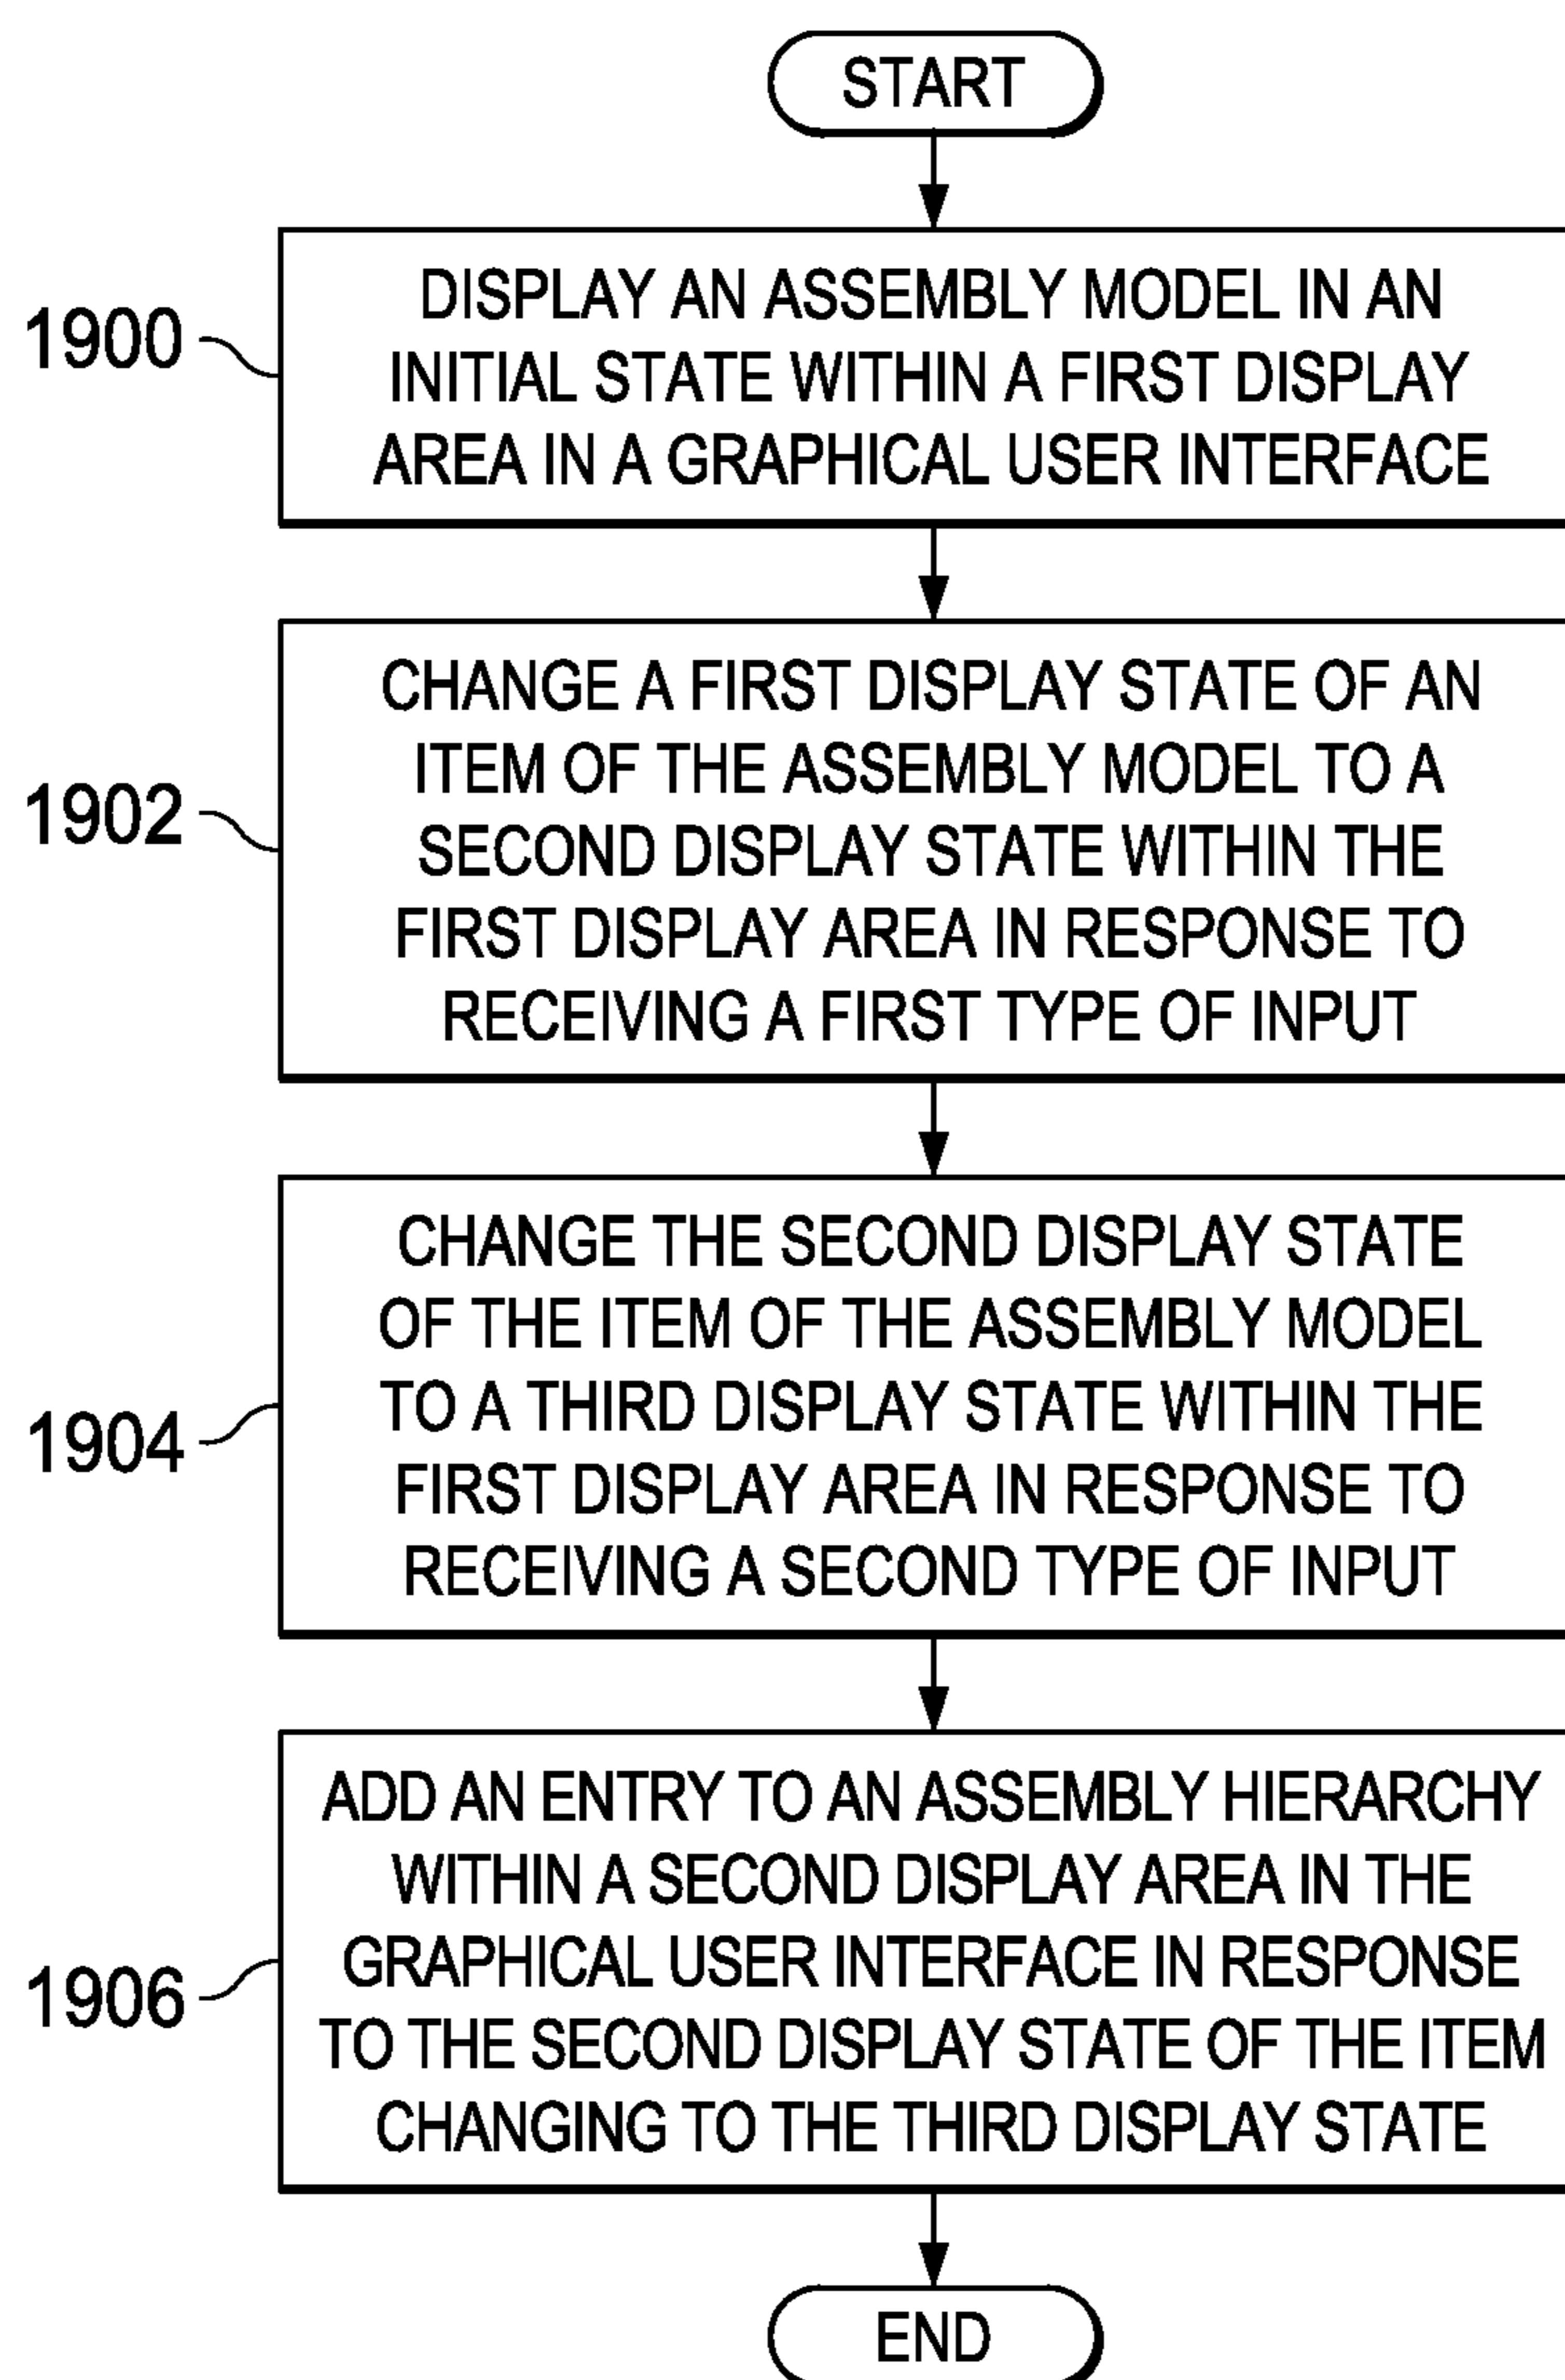 START
1900
DISPLAY AN ASSEMBLY MODEL IN AN
INITIAL STATE WITHIN A FIRST DISPLAY
AREA IN A GRAPHICAL USER INTERFACE
1902
CHANGE A FIRST DISPLAY STATE OF AN
ITEM OF THE ASSEMBLY MODEL TO A
SECOND DISPLAY STATE WITHIN THE
FIRST DISPLAY AREA IN RESPONSE TO
RECEIVING A FIRST TYPE OF INPUT
1904
CHANGE THE SECOND DISPLAY STATE
OF THE ITEM OF THE ASSEMBLY MODEL
TO A THIRD DISPLAY STATE WITHIN THE
FIRST DISPLAY AREA IN RESPONSE TO
RECEIVING A SECOND TYPE OF INPUT
1906
ADD AN ENTRY TO AN ASSEMBLY HIERARCHY
WITHIN A SECOND DISPLAY AREA IN THE
GRAPHICAL USER INTERFACE IN RESPONSE
TO THE SECOND DISPLAY STATE OF THE ITEM
CHANGING TO THE THIRD DISPLAY STATE
END